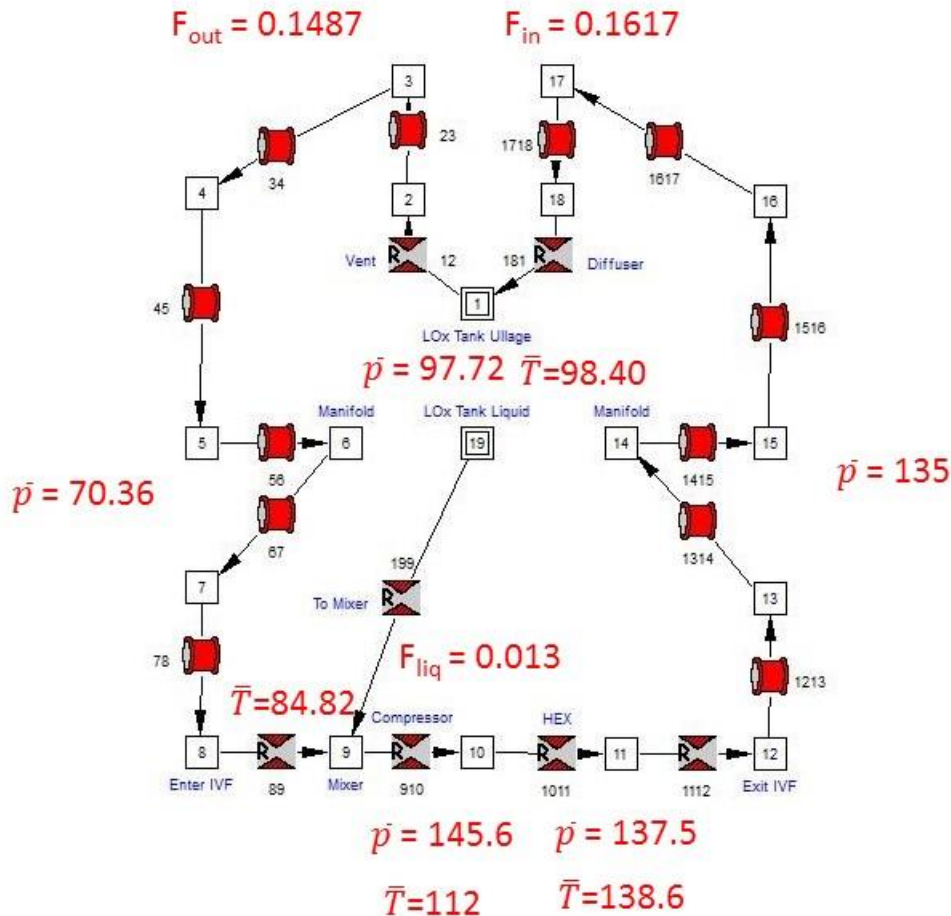 F_out = 0.1487 F_in = 0.1617
3 17
23 1718
34 1617
4 2 18 16
Vent R 12 181 R Diffuser
1
LOx Tank Ullage
45 1516
p̄ = 97.72 T̄=98.40
Manifold LOx Tank Liquid Manifold
5 6 19 14 15
56 1415
p̄ = 70.36 p̄ = 135
67 1314
199
7 To Mixer R 13
78 F_liq = 0.013 1213
T̄=84.82
Compressor HEX
8 R 9 R 10 R 11 R 12
Enter IVF Mixer Exit IVF
89 910 1011 1112
p̄ = 145.6 p̄ = 137.5
T̄=112 T̄=138.6